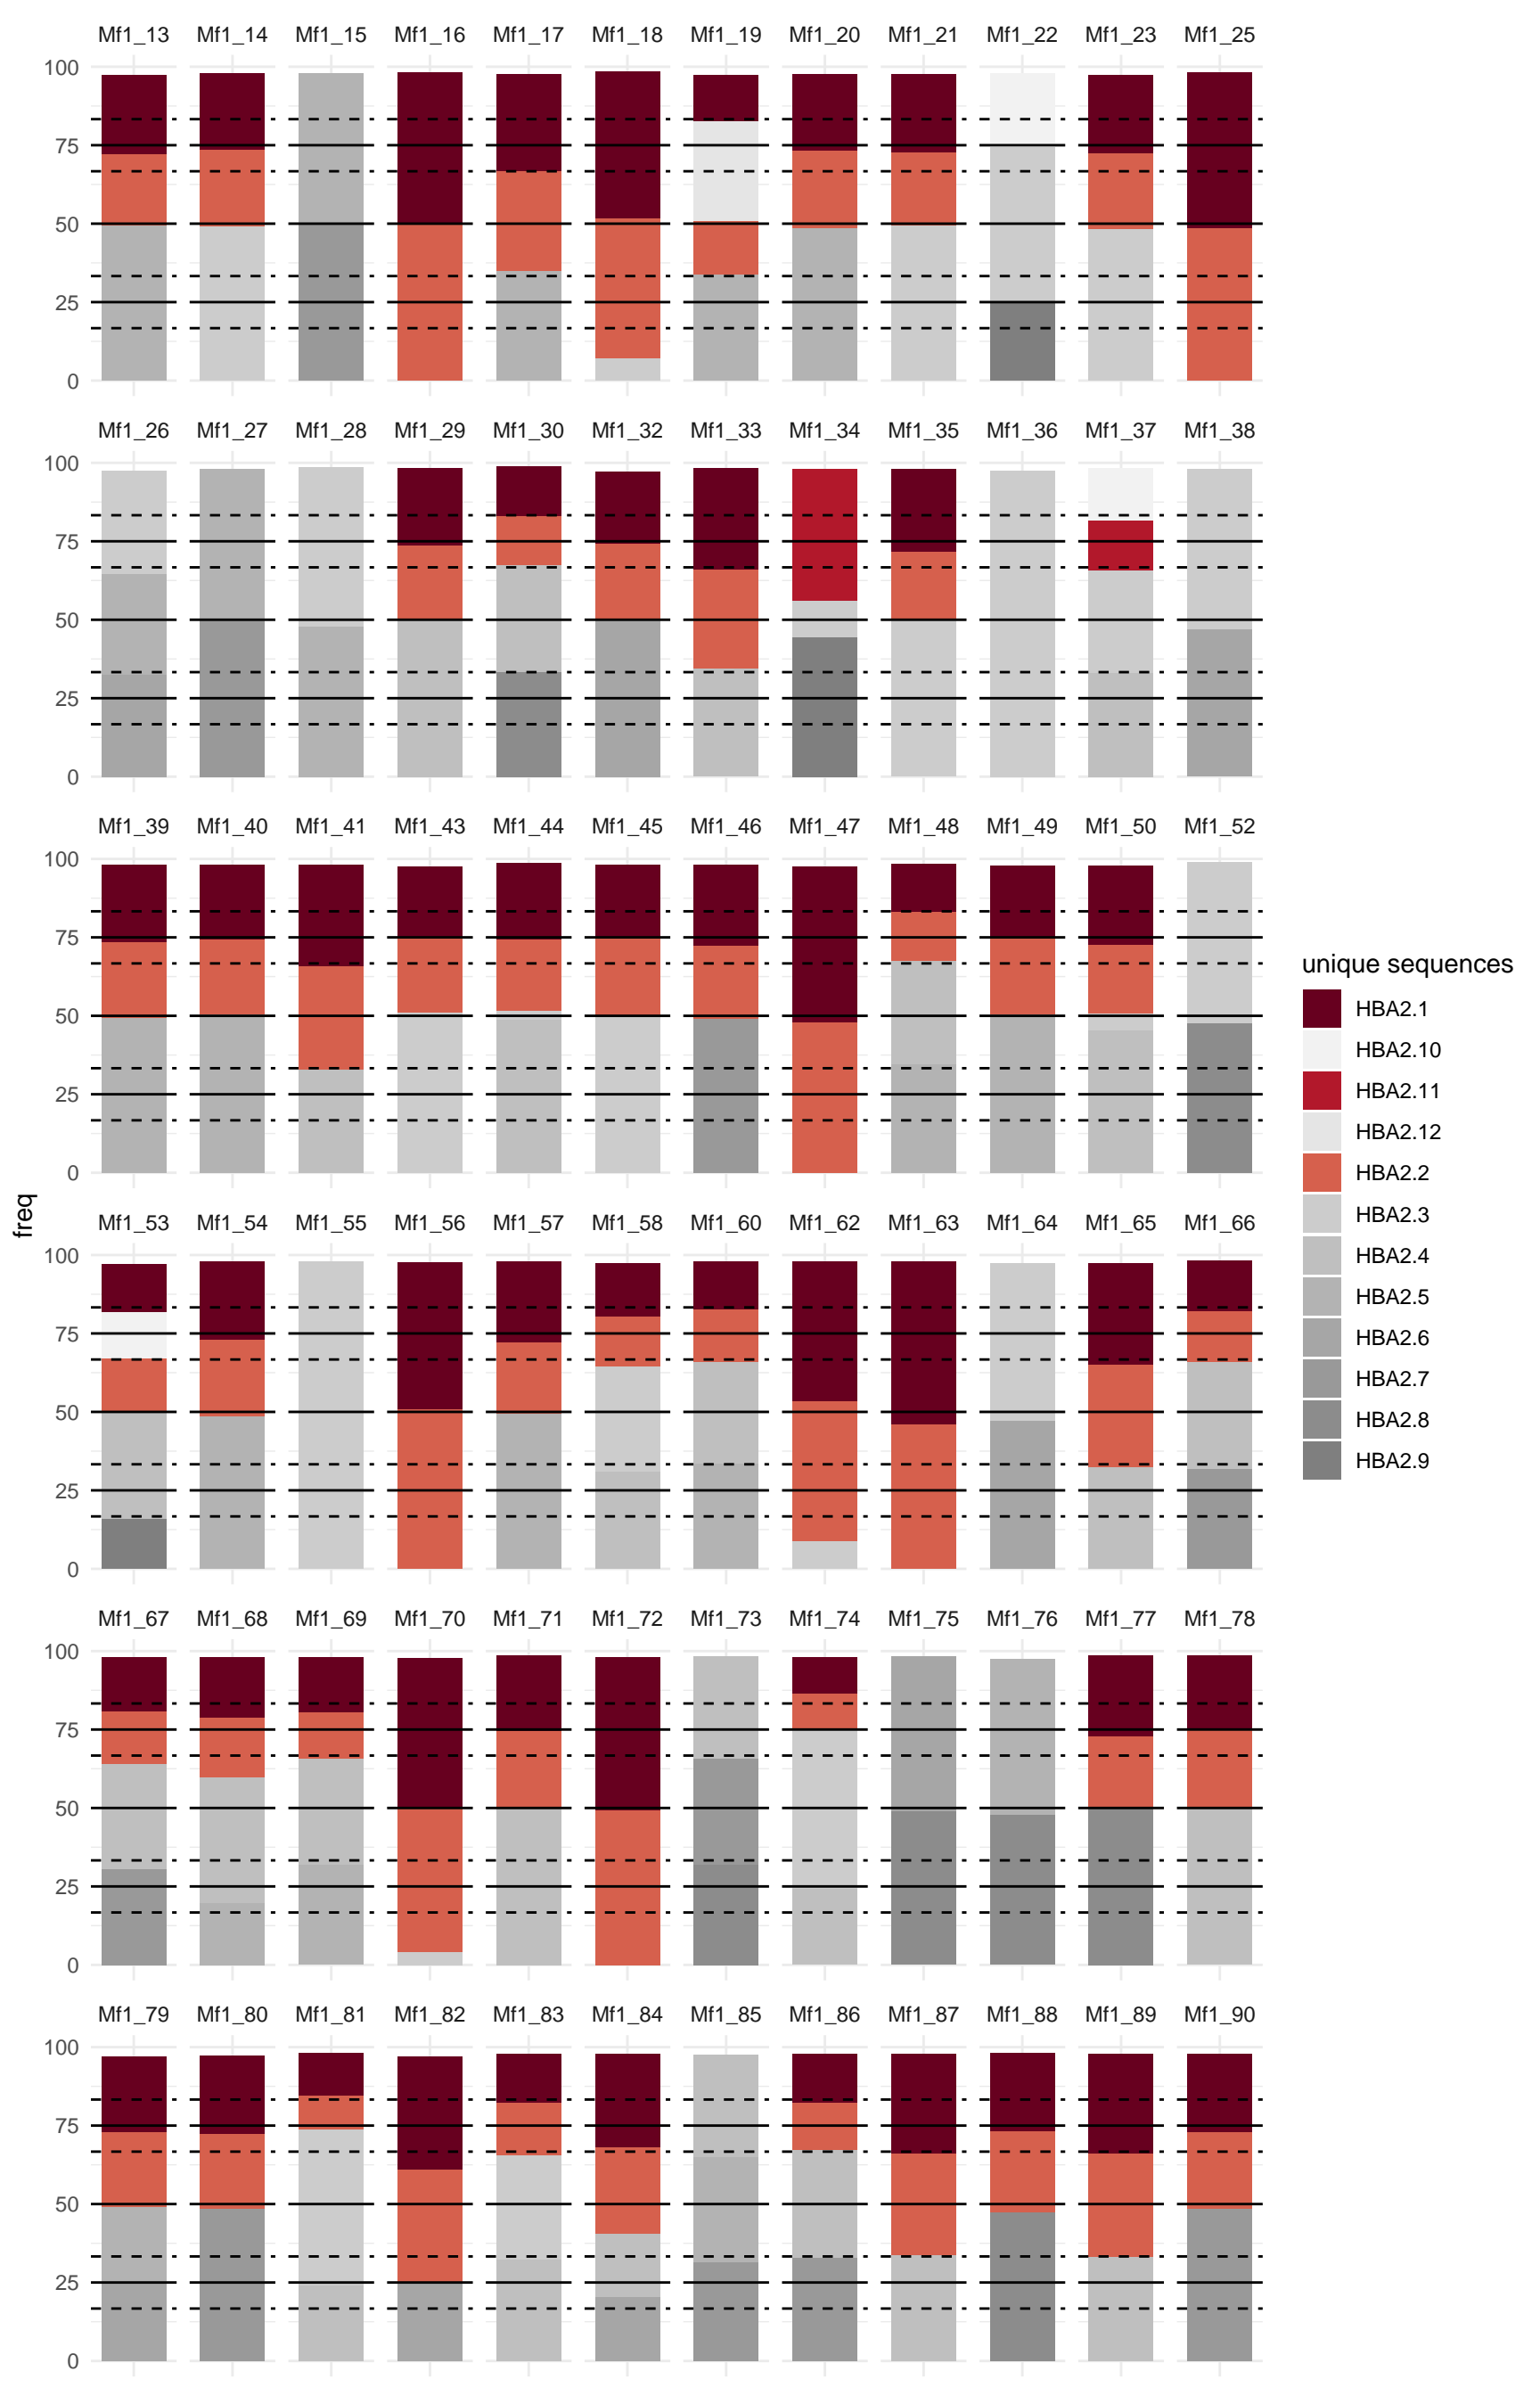 Mf1_13 Mf1_14 Mf1_15 Mf1_16 Mf1_17 Mf1_18 Mf1_19 Mf1_20 Mf1_21 Mf1_22 Mf1_23 Mf1_25
100
75
50
25
0
Mf1_26 Mf1_27 Mf1_28 Mf1_29 Mf1_30 Mf1_32 Mf1_33 Mf1_34 Mf1_35 Mf1_36 Mf1_37 Mf1_38
100
75
50
25
0
Mf1_39 Mf1_40 Mf1_41 Mf1_43 Mf1_44 Mf1_45 Mf1_46 Mf1_47 Mf1_48 Mf1_49 Mf1_50 Mf1_52
100
75
50
25
0
freq
Mf1_53 Mf1_54 Mf1_55 Mf1_56 Mf1_57 Mf1_58 Mf1_60 Mf1_62 Mf1_63 Mf1_64 Mf1_65 Mf1_66
100
75
50
25
0
Mf1_67 Mf1_68 Mf1_69 Mf1_70 Mf1_71 Mf1_72 Mf1_73 Mf1_74 Mf1_75 Mf1_76 Mf1_77 Mf1_78
100
75
50
25
0
Mf1_79 Mf1_80 Mf1_81 Mf1_82 Mf1_83 Mf1_84 Mf1_85 Mf1_86 Mf1_87 Mf1_88 Mf1_89 Mf1_90
100
75
50
25
0
unique sequences
HBA2.1
HBA2.10
HBA2.11
HBA2.12
HBA2.2
HBA2.3
HBA2.4
HBA2.5
HBA2.6
HBA2.7
HBA2.8
HBA2.9